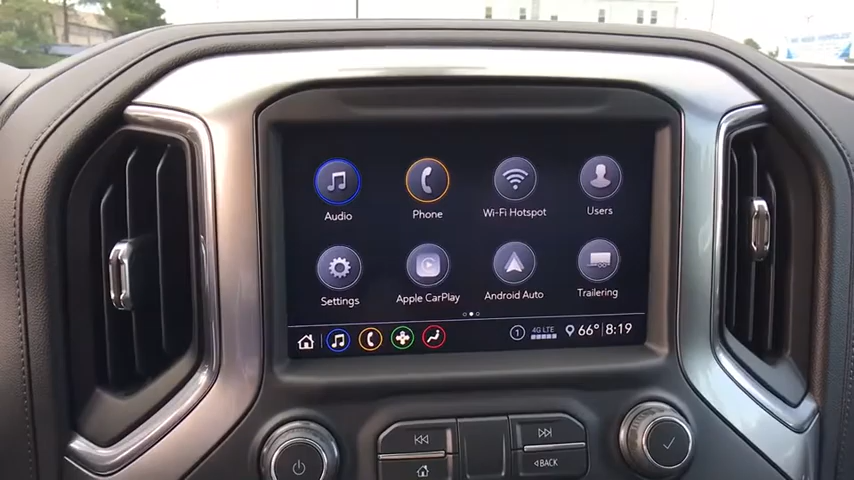 Audio Phone Wi-Fi Hotspot Users
Settings Apple CarPlay Android Auto Trailering
1 4G LTE 66° 8:19
BACK